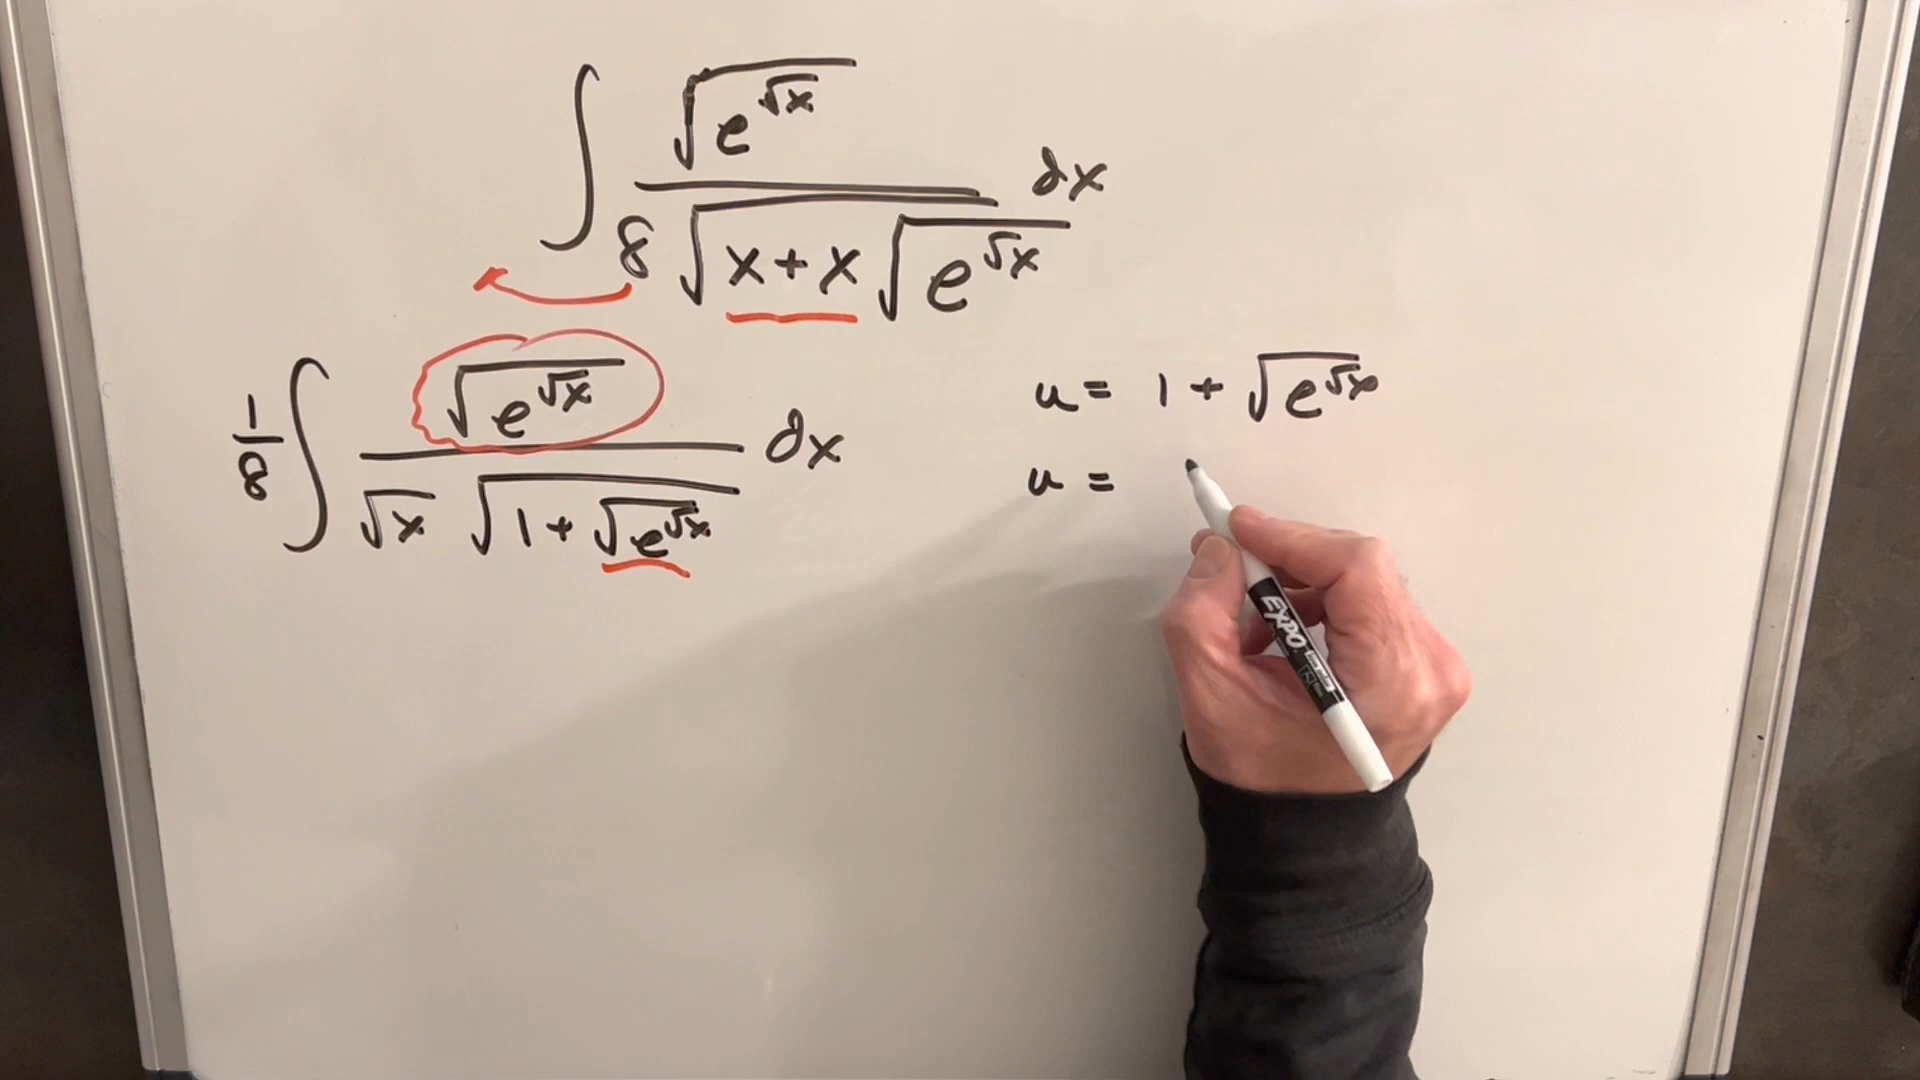 ∫ √(e^√x) / (8 √(x + x √(e^√x))) dx
1/8 ∫ √(e^√x) / (√x √(1 + √(e^√x))) dx
u = 1 + √(e^√x)
u =
EXPO